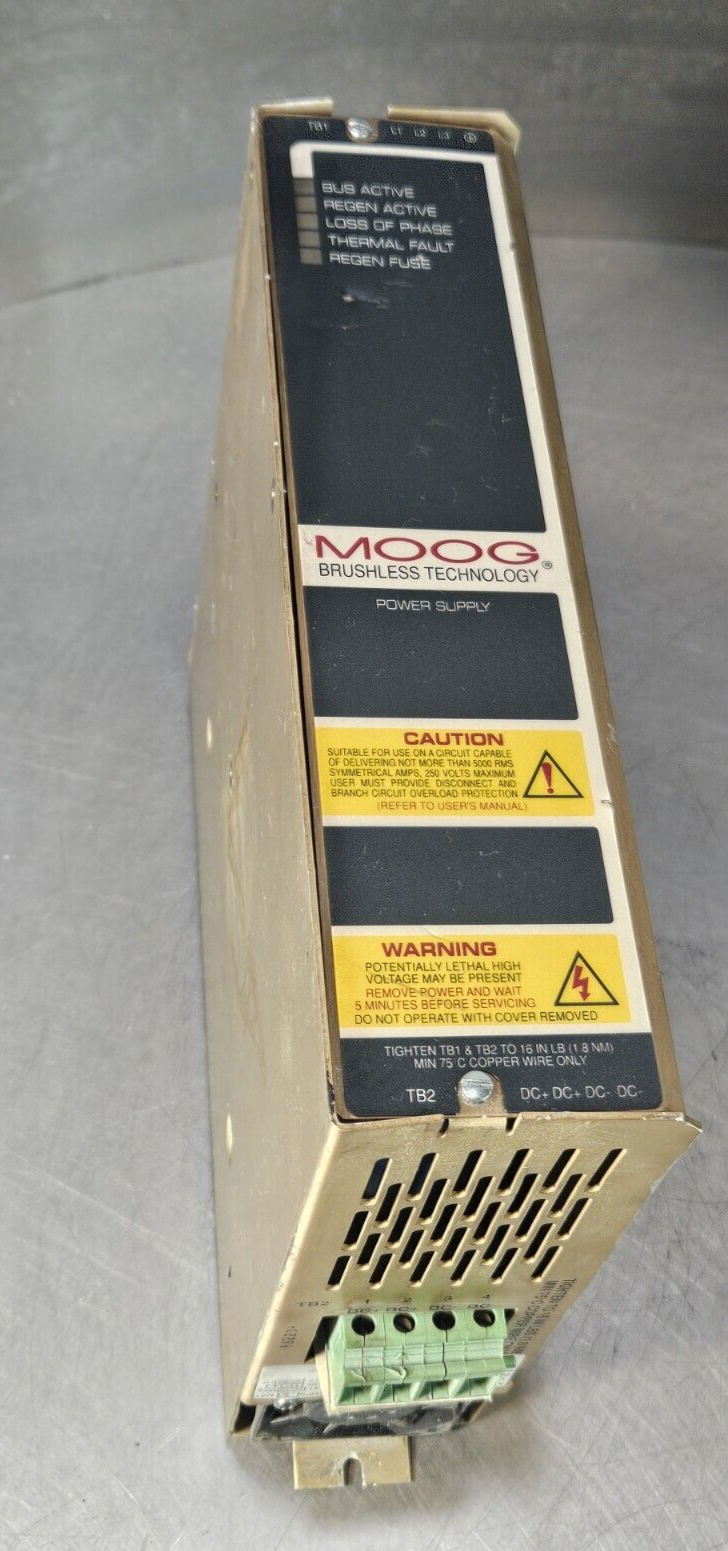 TB1 L1 L2 L3
BUS ACTIVE
REGEN ACTIVE
LOSS OF PHASE
THERMAL FAULT
REGEN FUSE
MOOG®
BRUSHLESS TECHNOLOGY
POWER SUPPLY
CAUTION
SUITABLE FOR USE ON A CIRCUIT CAPABLE
OF DELIVERING NOT MORE THAN 5000 RMS
SYMMETRICAL AMPS, 250 VOLTS MAXIMUM
USER MUST PROVIDE DISCONNECT AND
BRANCH CIRCUIT OVERLOAD PROTECTION
(REFER TO USER'S MANUAL)
WARNING
POTENTIALLY LETHAL HIGH
VOLTAGE MAY BE PRESENT
REMOVE POWER AND WAIT
5 MINUTES BEFORE SERVICING
DO NOT OPERATE WITH COVER REMOVED
TIGHTEN TB1 & TB2 TO 16 IN LB (1.8 NM)
MIN 75°C COPPER WIRE ONLY
TB2 DC+ DC+ DC- DC-
TB2 1 2 3 4